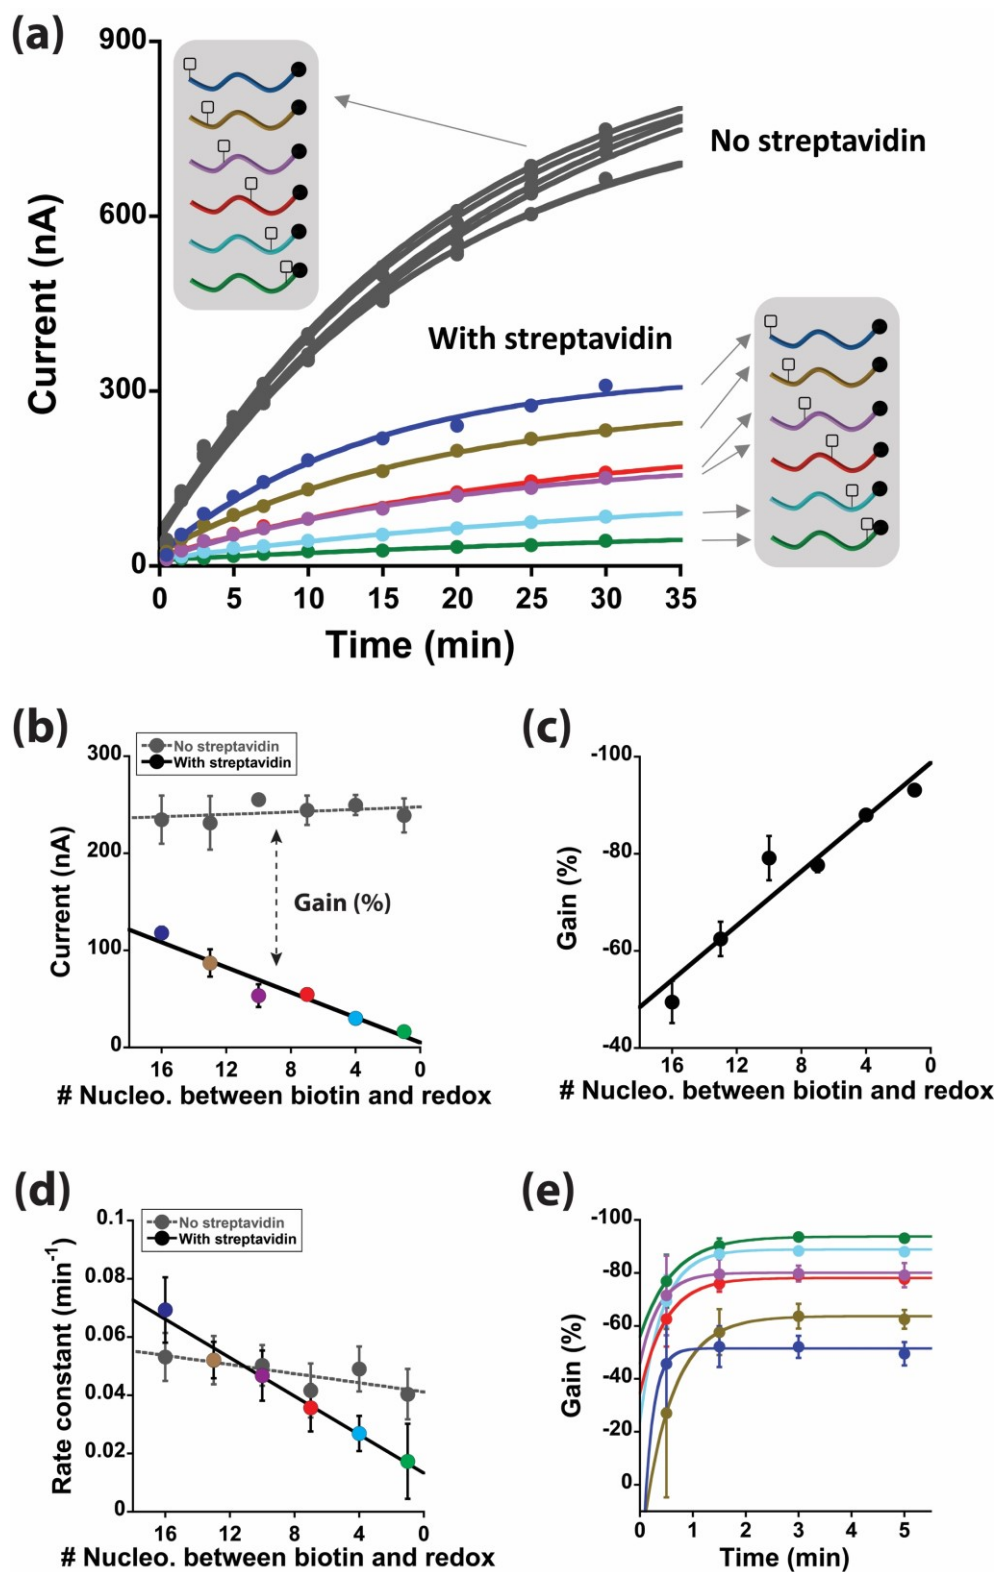 (a)
900
600
300
0
Current (nA)
No streptavidin
With streptavidin
0 5 10 15 20 25 30 35
Time (min)
(b)
No streptavidin
With streptavidin
300
200
100
0
Current (nA)
Gain (%)
16 12 8 4 0
# Nucleo. between biotin and redox
(c)
-100
-80
-60
-40
Gain (%)
16 12 8 4 0
# Nucleo. between biotin and redox
(d)
No streptavidin
With streptavidin
0.1
0.08
0.06
0.04
0.02
0
Rate constant (min-1)
16 12 8 4 0
# Nucleo. between biotin and redox
(e)
-100
-80
-60
-40
-20
0
Gain (%)
0 1 2 3 4 5
Time (min)